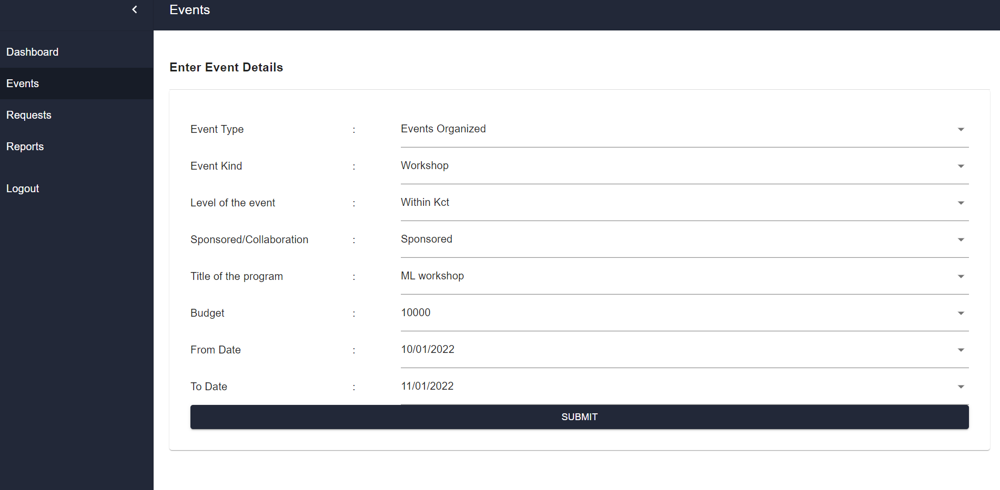 Events
Dashboard
Events
Requests
Reports
Logout
Enter Event Details
Event Type : Events Organized
Event Kind : Workshop
Level of the event : Within Kct
Sponsored/Collaboration : Sponsored
Title of the program : ML workshop
Budget : 10000
From Date : 10/01/2022
To Date : 11/01/2022
SUBMIT